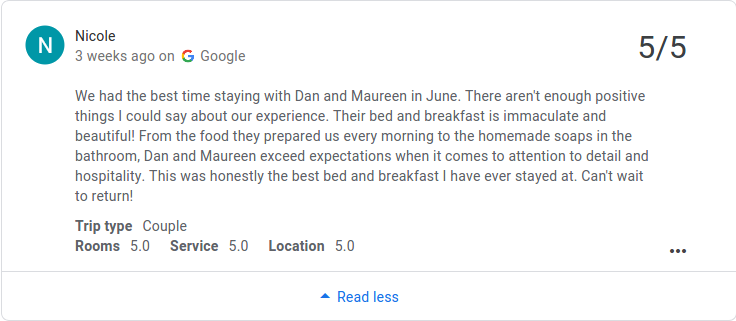 N
Nicole
3 weeks ago on G Google
5/5
We had the best time staying with Dan and Maureen in June. There aren't enough positive
things I could say about our experience. Their bed and breakfast is immaculate and
beautiful! From the food they prepared us every morning to the homemade soaps in the
bathroom, Dan and Maureen exceed expectations when it comes to attention to detail and
hospitality. This was honestly the best bed and breakfast I have ever stayed at. Can't wait
to return!
Trip type Couple
Rooms 5.0 Service 5.0 Location 5.0
Read less